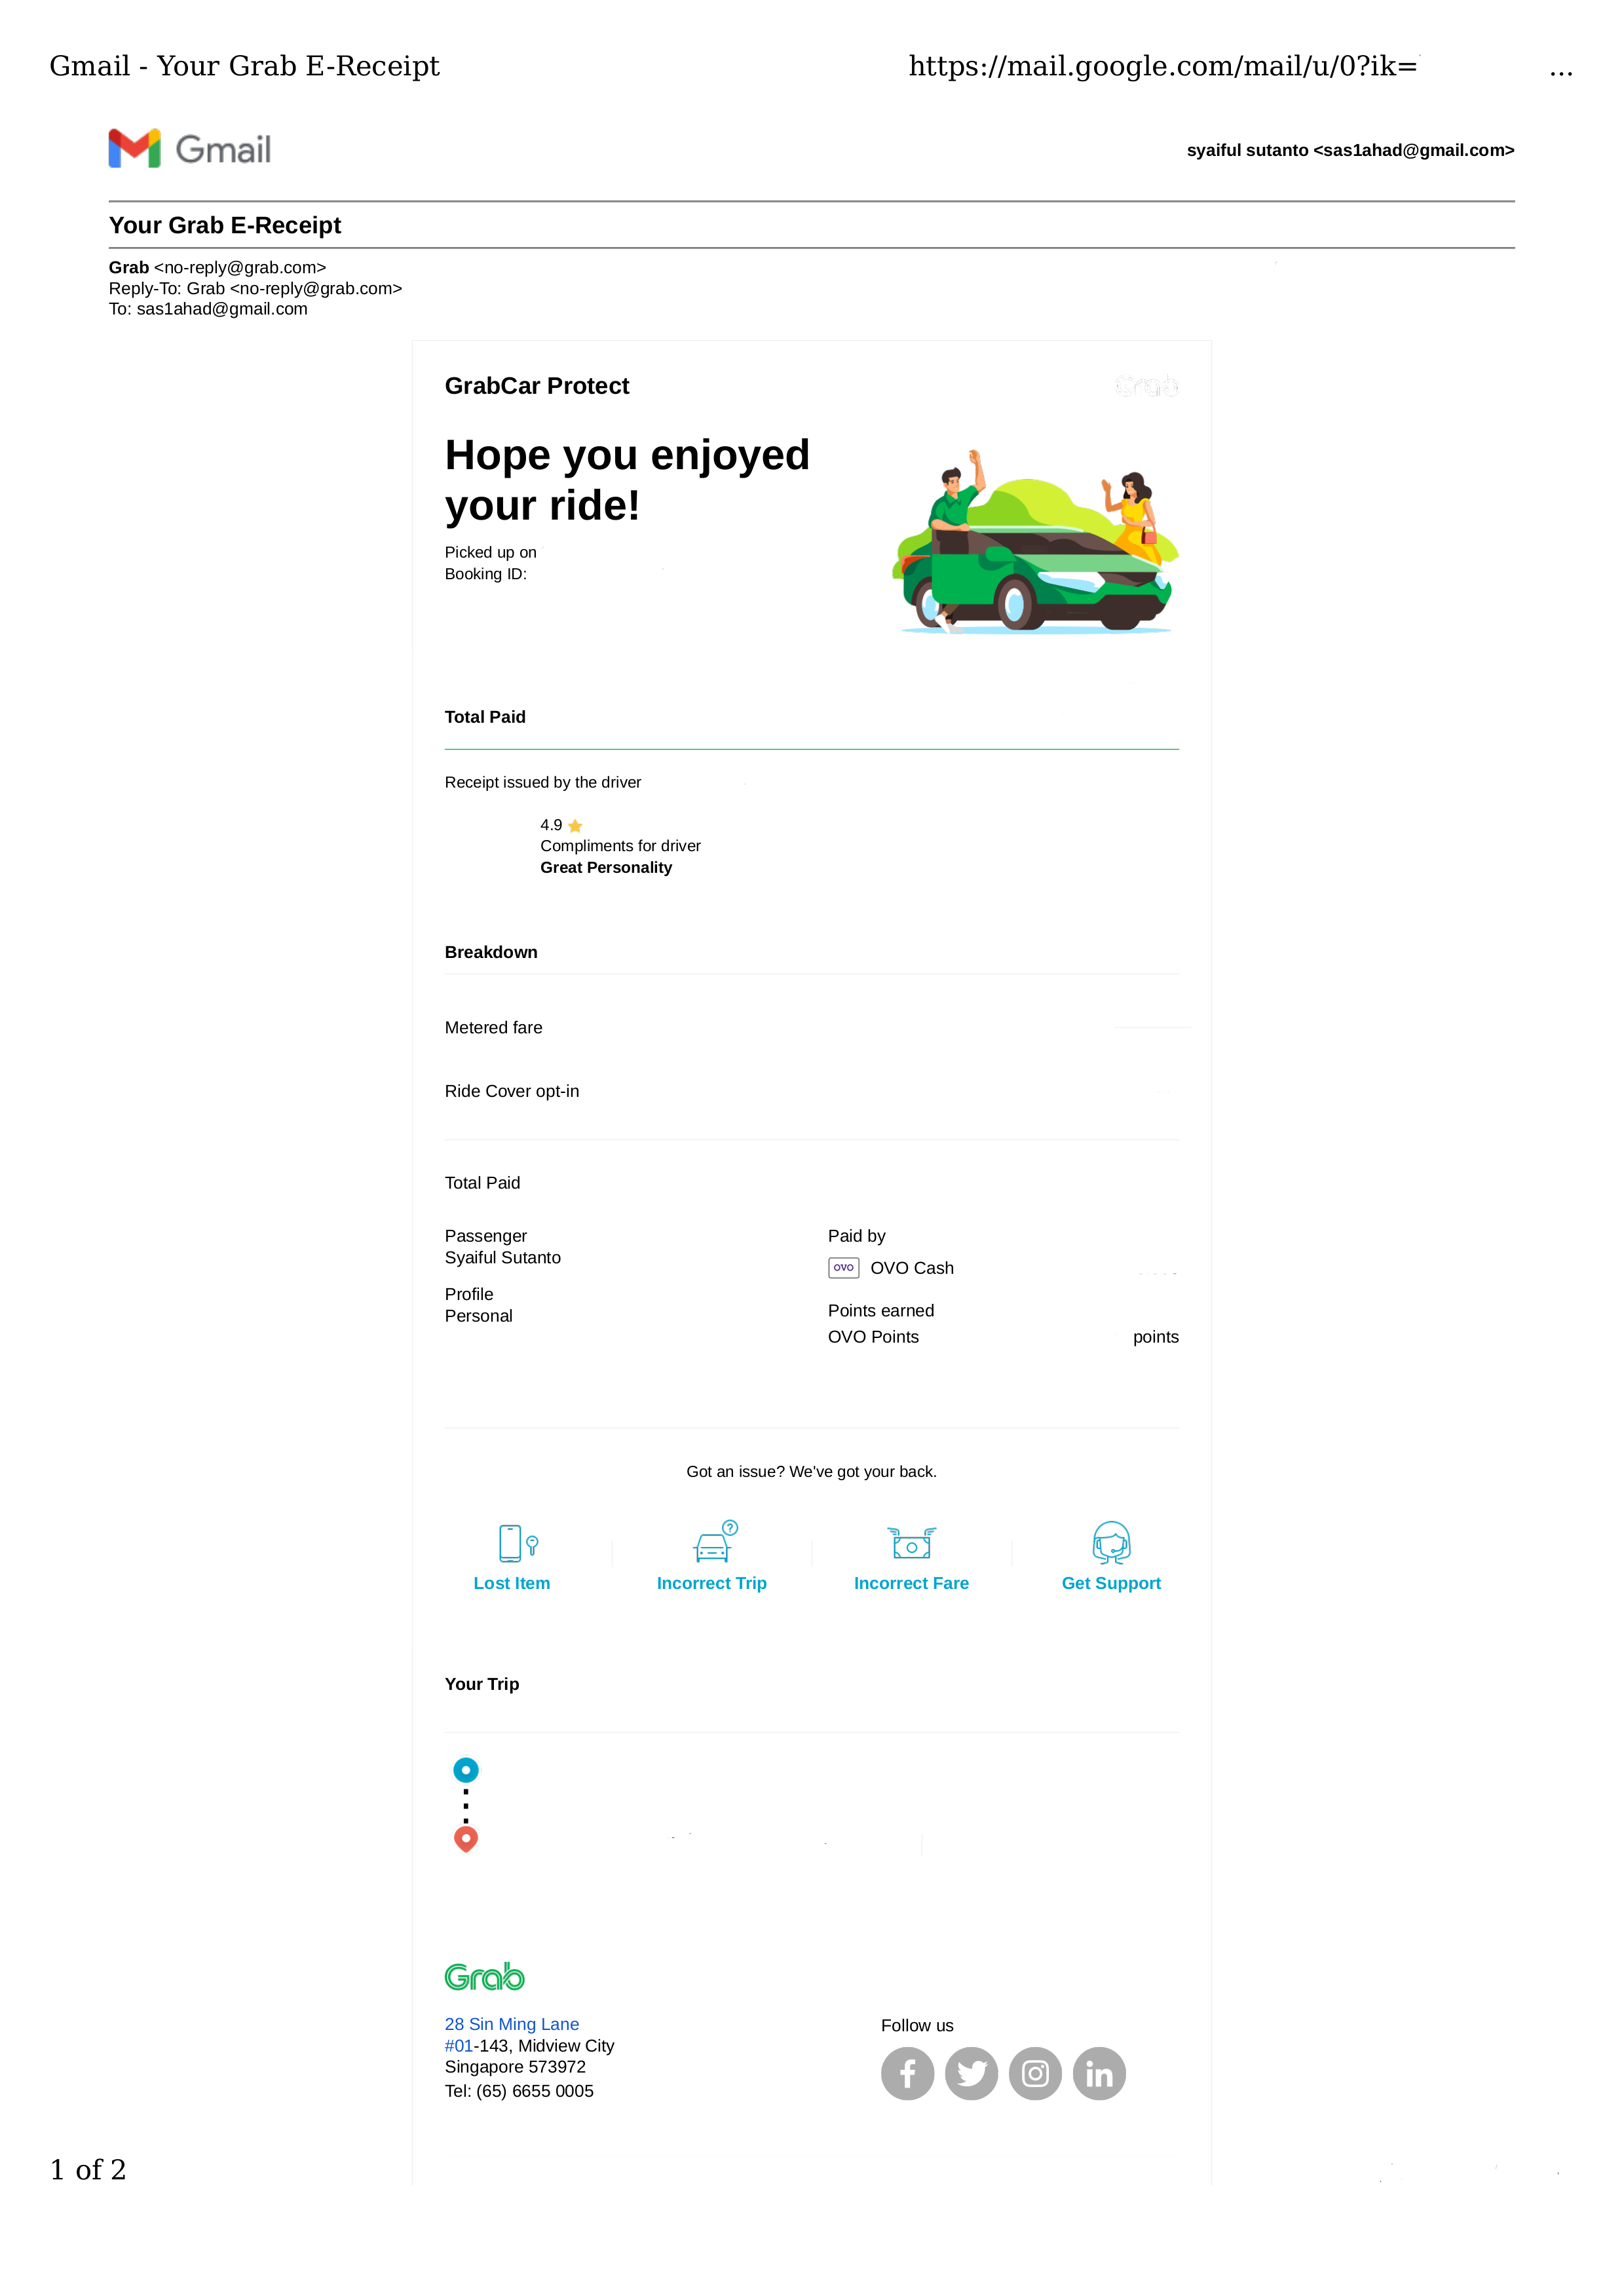 Gmail - Your Grab E-Receipt
https://mail.google.com/mail/u/0?ik= ...
Gmail
syaiful sutanto <sas1ahad@gmail.com>
Your Grab E-Receipt
Grab <no-reply@grab.com>
Reply-To: Grab <no-reply@grab.com>
To: sas1ahad@gmail.com
GrabCar Protect
Grab
Hope you enjoyed
your ride!
Picked up on
Booking ID:
Total Paid
Receipt issued by the driver
4.9
Compliments for driver
Great Personality
Breakdown
Metered fare
Ride Cover opt-in
Total Paid
Passenger
Syaiful Sutanto
Profile
Personal
Paid by
OVO OVO Cash
Points earned
OVO Points points
Got an issue? We've got your back.
?
Lost Item
Incorrect Trip
Incorrect Fare
Get Support
Your Trip
Grab
28 Sin Ming Lane
#01-143, Midview City
Singapore 573972
Tel: (65) 6655 0005
Follow us
f
in
1 of 2